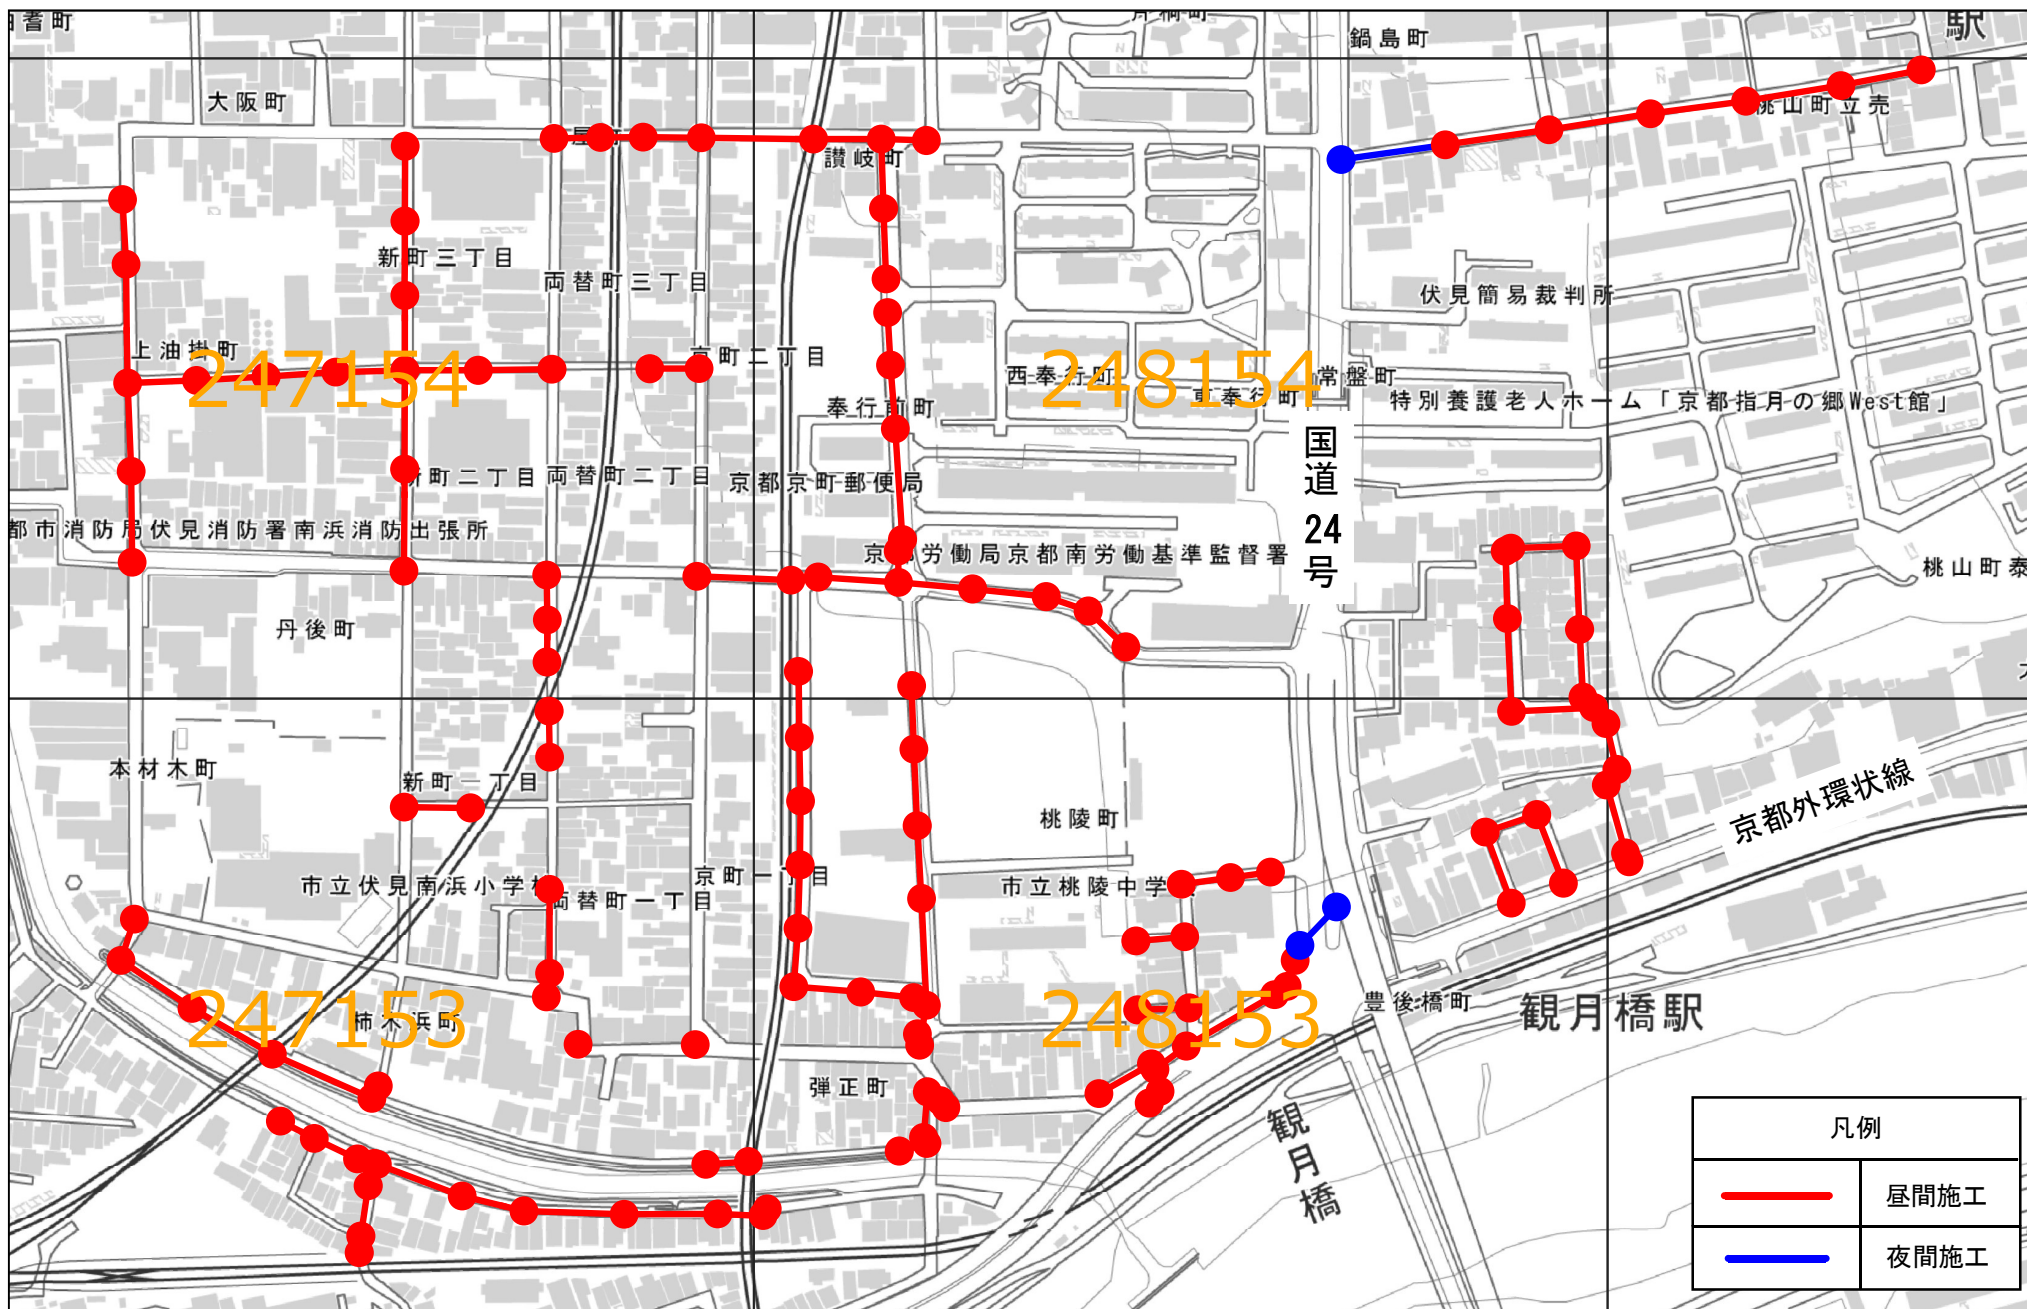 鍋島町
駅
大阪町
桃山町立売
讃岐町
新町三丁目
両替町三丁目
伏見簡易裁判所
上油掛町
京町二丁目
247154
248154
西奉行町
東奉行町
常盤町
特別養護老人ホーム「京都指月の郷West館」
奉行前町
国道24号
新町二丁目
両替町二丁目
京都京町郵便局
都市消防局伏見消防署南浜消防出張所
京都労働局京都南労働基準監督署
桃山町泰
丹後町
本材木町
新町一丁目
桃陵町
京都外環状線
市立伏見南浜小学校
両替町一丁目
京町一丁目
市立桃陵中学
247153
248153
柿木浜町
豊後橋町
観月橋駅
弾正町
観月橋
凡例
昼間施工
夜間施工